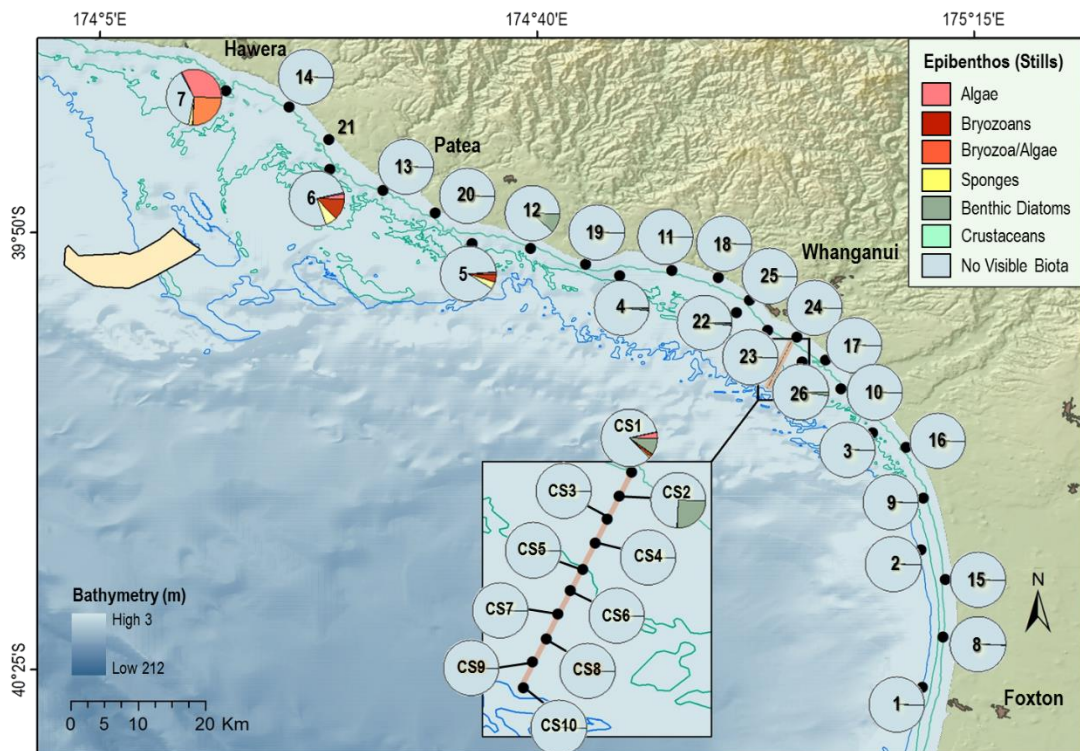 174°5'E
174°40'E
175°15'E
39°50'S
40°25'S
Hawera
Patea
Whanganui
Foxton
7
14
21
13
6
20
12
5
19
11
18
4
25
22
24
23
17
26
10
3
16
9
2
15
8
1
CS1
CS2
CS3
CS4
CS5
CS6
CS7
CS8
CS9
CS10
Epibenthos (Stills)
Algae
Bryozoans
Bryozoa/Algae
Sponges
Benthic Diatoms
Crustaceans
No Visible Biota
Bathymetry (m)
High 3
Low 212
0 5 10 20 Km
N